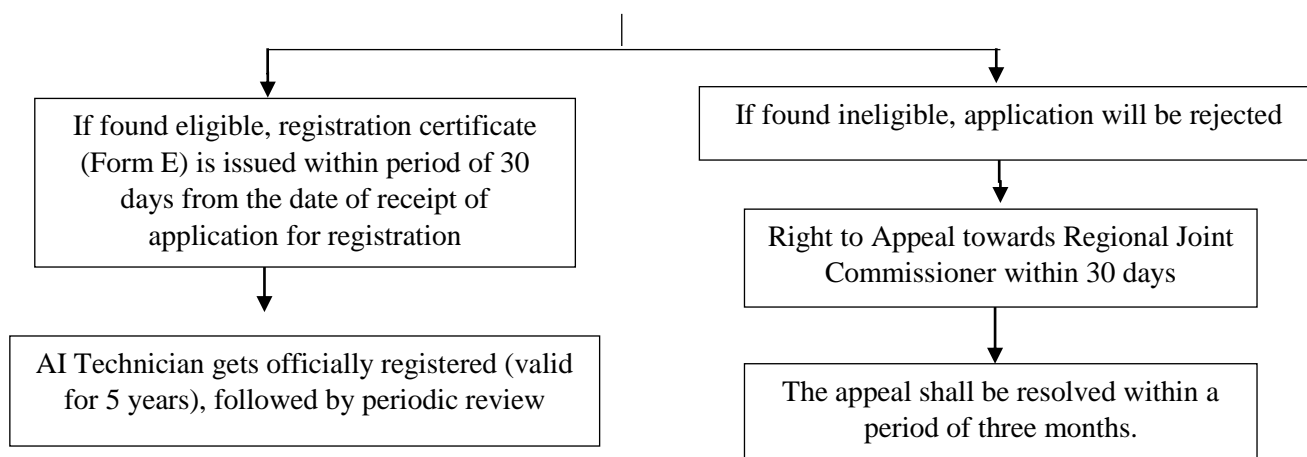 If found eligible, registration certificate
(Form E) is issued within period of 30
days from the date of receipt of
application for registration
AI Technician gets officially registered (valid
for 5 years), followed by periodic review
If found ineligible, application will be rejected
Right to Appeal towards Regional Joint
Commissioner within 30 days
The appeal shall be resolved within a
period of three months.